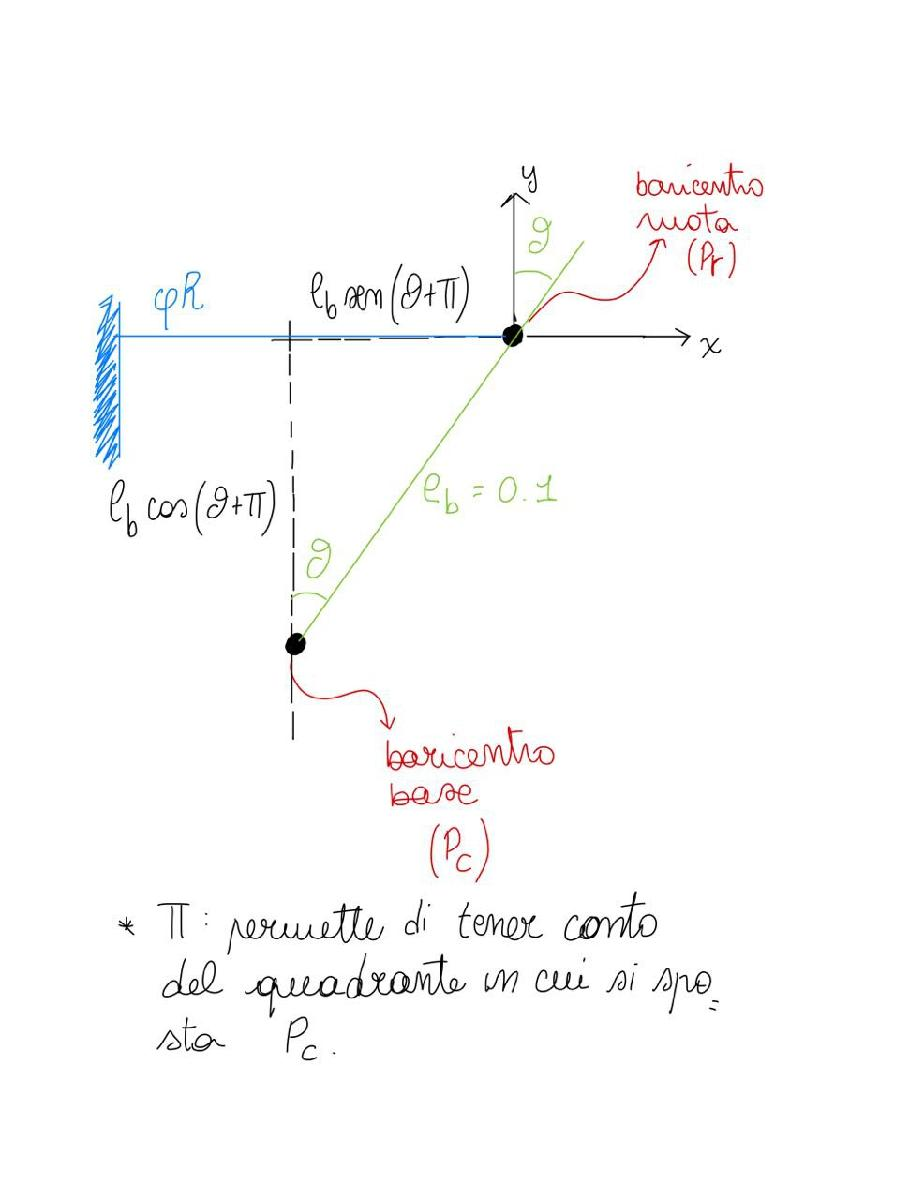 y
baricentro
ruota
(Pr)
ϑ
φR
ℓb sen(ϑ+π)
x
ℓb cos(ϑ+π)
ℓb = 0.1
ϑ
baricentro
base
(Pc)
* π: permette di tener conto
del quadrante in cui si spo=
sta Pc.